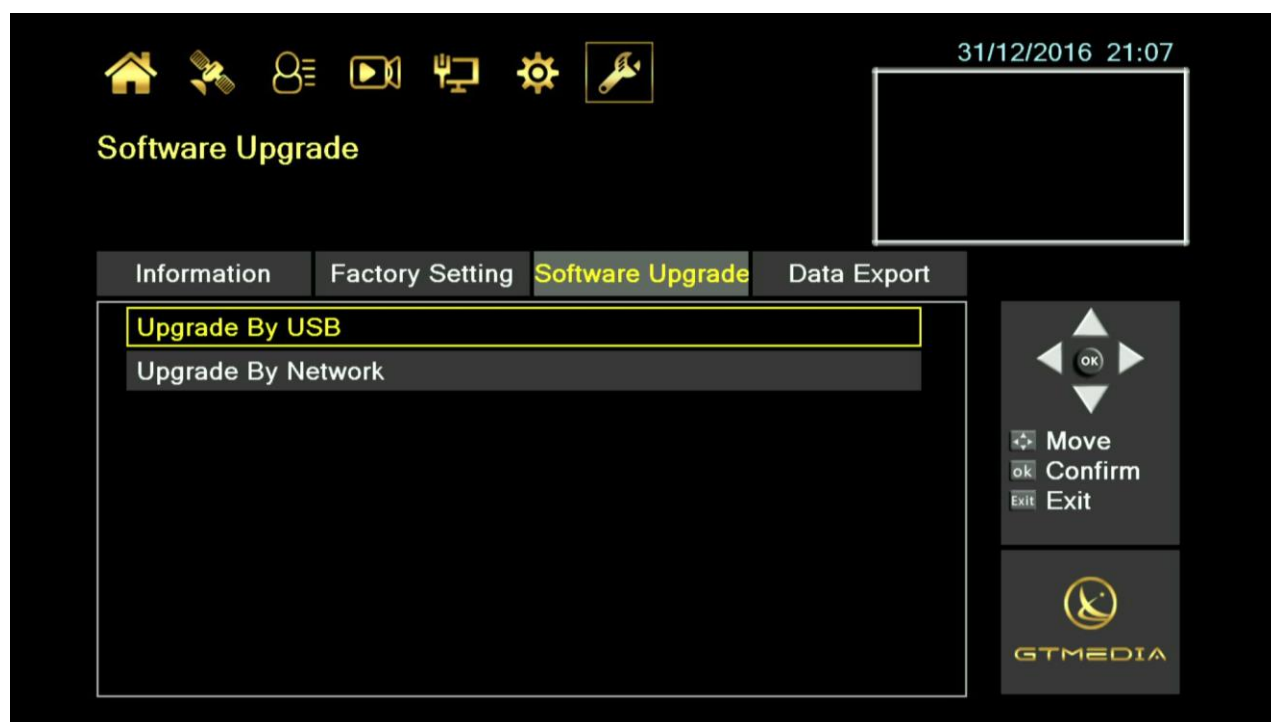 31/12/2016 21:07
Software Upgrade
Information Factory Setting Software Upgrade Data Export
Upgrade By USB
Upgrade By Network
OK
Move
ok Confirm
Exit Exit
GTMEDIA